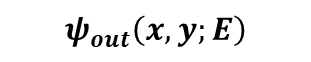 ψ_out(x, y; E)